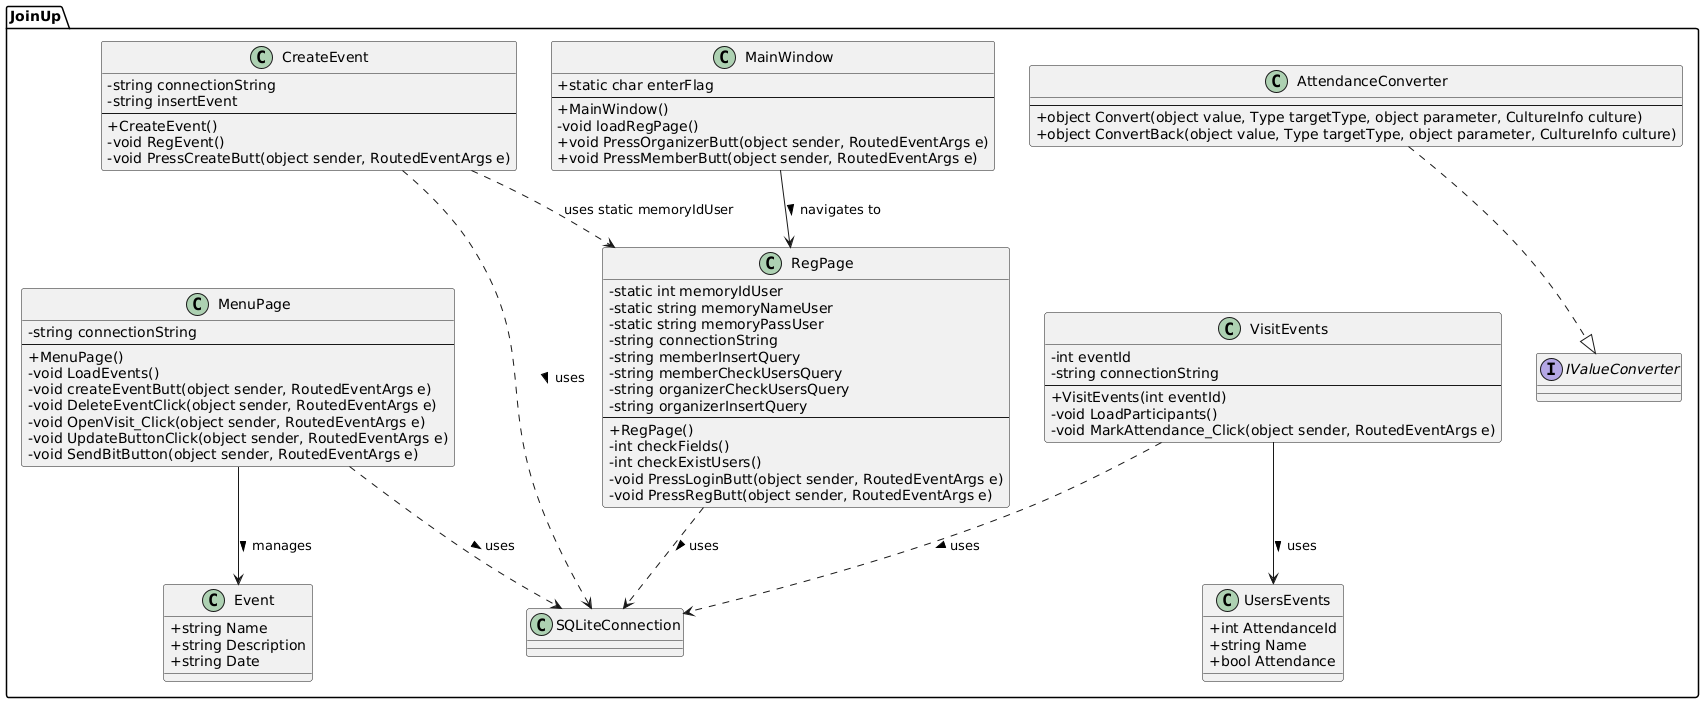 JoinUp
C CreateEvent
-string connectionString
-string insertEvent
+CreateEvent()
-void RegEvent()
-void PressCreateButt(object sender, RoutedEventArgs e)
C MainWindow
+static char enterFlag
+MainWindow()
-void loadRegPage()
+void PressOrganizerButt(object sender, RoutedEventArgs e)
+void PressMemberButt(object sender, RoutedEventArgs e)
C AttendanceConverter
+object Convert(object value, Type targetType, object parameter, CultureInfo culture)
+object ConvertBack(object value, Type targetType, object parameter, CultureInfo culture)
uses static memoryIdUser
navigates to
C MenuPage
-string connectionString
+MenuPage()
-void LoadEvents()
-void createEventButt(object sender, RoutedEventArgs e)
-void DeleteEventClick(object sender, RoutedEventArgs e)
-void OpenVisit_Click(object sender, RoutedEventArgs e)
-void UpdateButtonClick(object sender, RoutedEventArgs e)
-void SendBitButton(object sender, RoutedEventArgs e)
uses
C RegPage
-static int memoryIdUser
-static string memoryNameUser
-static string memoryPassUser
-string connectionString
-string memberInsertQuery
-string memberCheckUsersQuery
-string organizerCheckUsersQuery
-string organizerInsertQuery
+RegPage()
-int checkFields()
-int checkExistUsers()
-void PressLoginButt(object sender, RoutedEventArgs e)
-void PressRegButt(object sender, RoutedEventArgs e)
C VisitEvents
-int eventId
-string connectionString
+VisitEvents(int eventId)
-void LoadParticipants()
-void MarkAttendance_Click(object sender, RoutedEventArgs e)
I IValueConverter
manages
uses
uses
uses
uses
C Event
+string Name
+string Description
+string Date
C SQLiteConnection
C UsersEvents
+int AttendanceId
+string Name
+bool Attendance